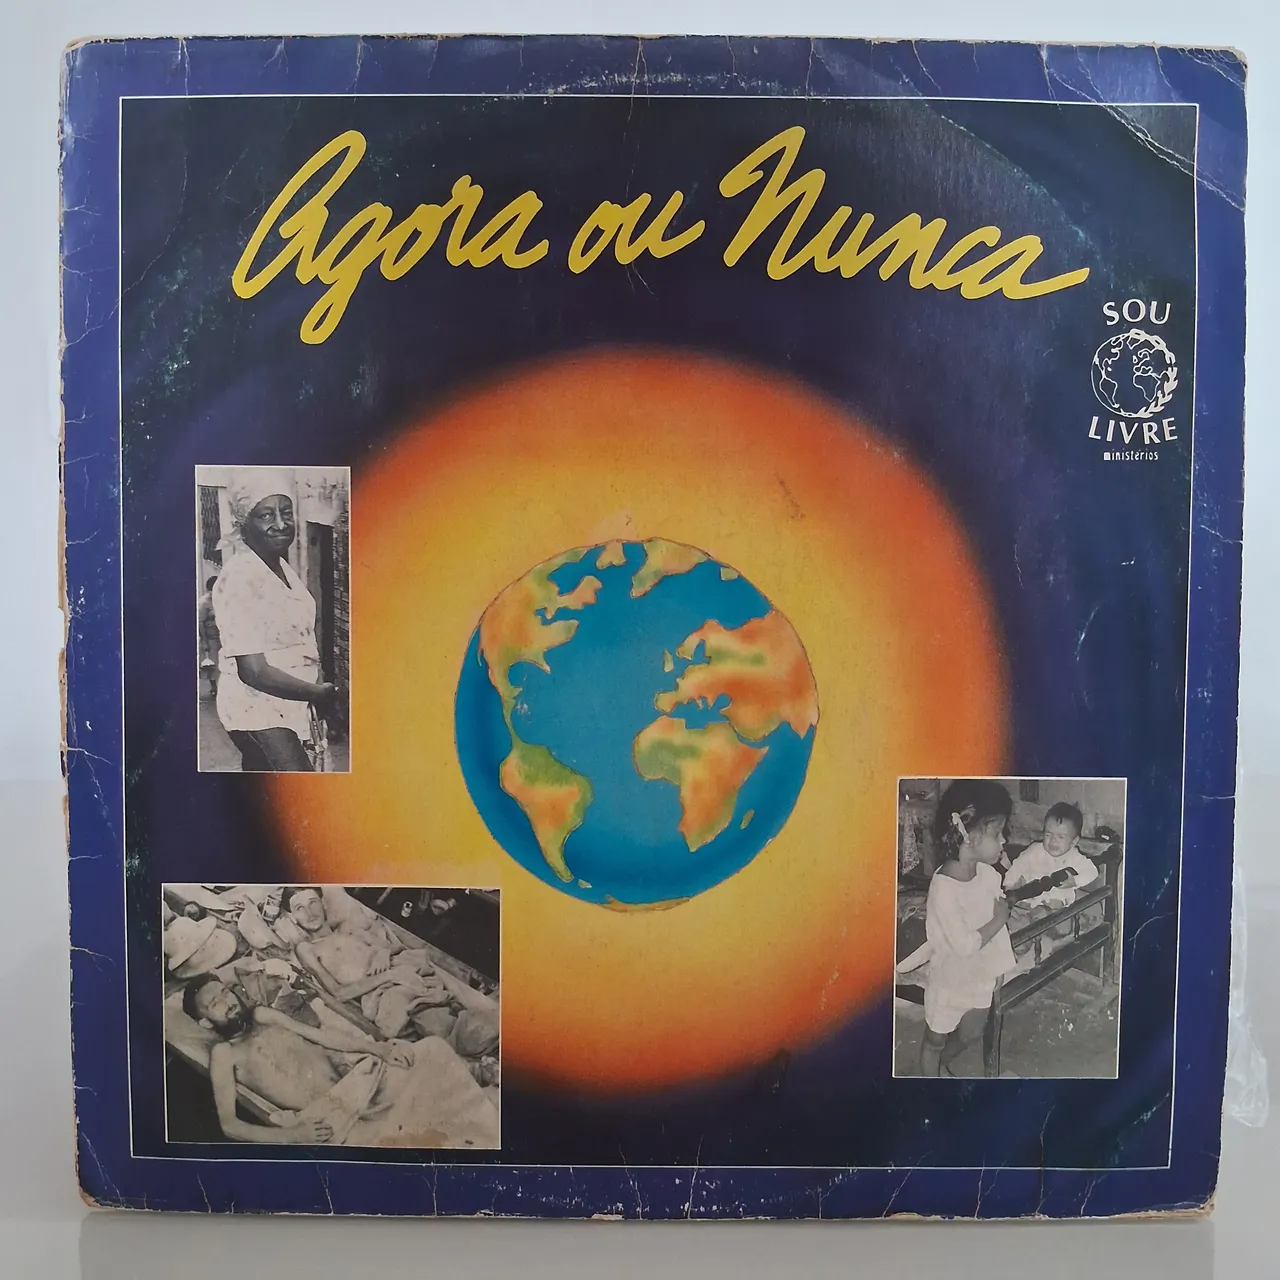 Agora ou Nunca
SOU
LIVRE
ministérios